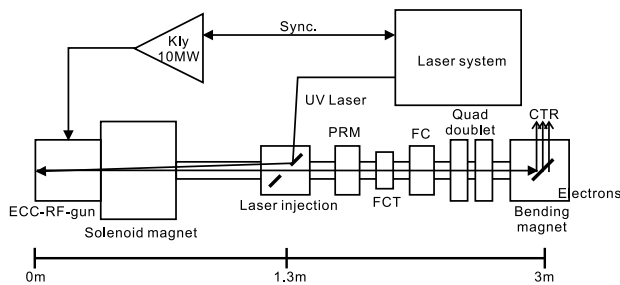 Kly
10MW
Sync.
Laser system
UV Laser
PRM
FC
Quad
doublet
CTR
ECC-RF-gun
Solenoid magnet
Laser injection
FCT
Electrons
Bending
magnet
0m
1.3m
3m